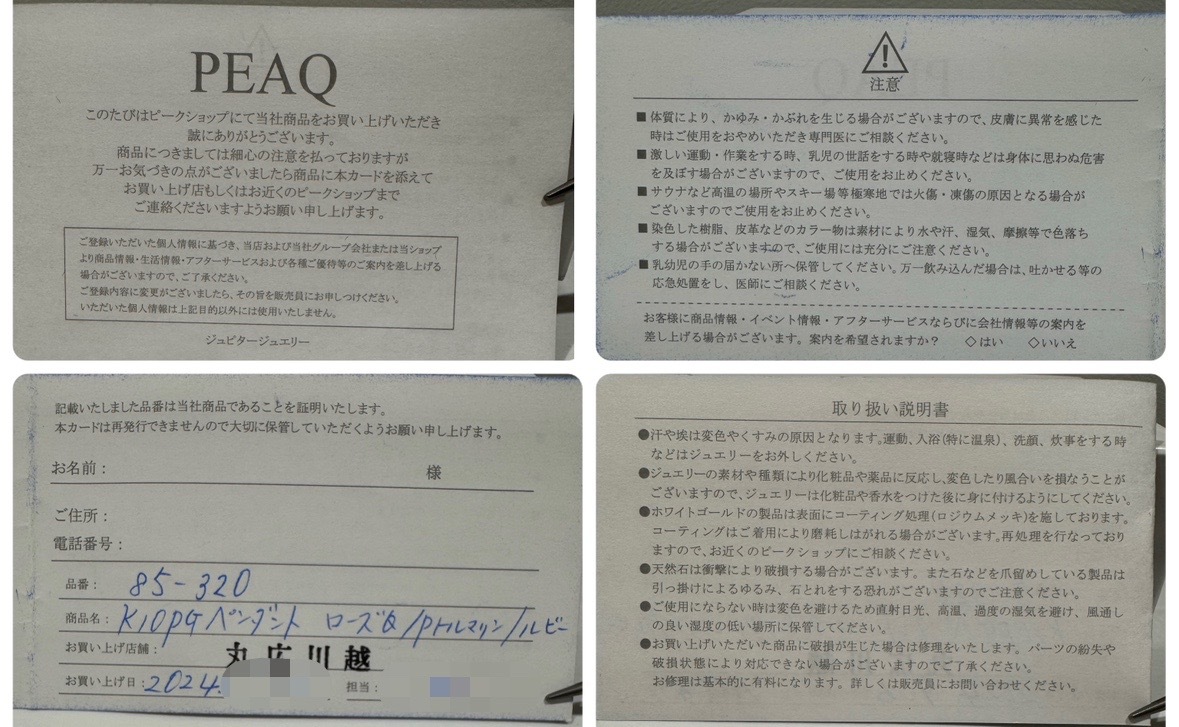 PEAQ
このたびはピークショップにて当社商品をお買い上げいただき
誠にありがとうございます。
商品につきましては細心の注意を払っておりますが
万一お気づきの点がございましたら商品に本カードを添えて
お買い上げ店もしくはお近くのピークショップまで
ご連絡くださいますようお願い申し上げます。
ご登録いただいた個人情報に基づき、当店および当社グループ会社または当ショップ
より商品情報・生活情報・アフターサービスおよび各種ご優待等のご案内を差し上げる
場合がございますので、ご了承ください。
ご登録内容に変更がございましたら、その旨を販売員にお申しつけください。
いただいた個人情報は上記目的以外には使用いたしません。
ジュピタージュエリー
注意
■体質により、かゆみ・かぶれを生じる場合がございますので、皮膚に異常を感じた
時はご使用をおやめいただき専門医にご相談ください。
■激しい運動・作業をする時、乳児の世話をする時や就寝時などは身体に思わぬ危害
を及ぼす場合がございますので、ご使用をお止めください。
■サウナなど高温の場所やスキー場等極寒地では火傷・凍傷の原因となる場合が
ございますのでご使用をお止めください。
■染色した樹脂、皮革などのカラー物は素材により水や汗、湿気、摩擦等で色落ち
する場合がございますので、ご使用には充分にご注意ください。
■乳幼児の手の届かない所へ保管してください。万一飲み込んだ場合は、吐かせる等の
応急処置をし、医師にご相談ください。
お客様に商品情報・イベント情報・アフターサービスならびに会社情報等の案内を
差し上げる場合がございます。案内を希望されますか？ ◇はい ◇いいえ
記載いたしました品番は当社商品であることを証明いたします。
本カードは再発行できませんので大切に保管していただくようお願い申し上げます。
お名前： 様
ご住所：
電話番号：
品番： 85-320
商品名： K10PGペンダント ローズQ/Pトルマリン/ルビー
お買い上げ店舗： 丸広川越
お買い上げ日： 2024. 担当：
取り扱い説明書
●汗や埃は変色やくすみの原因となります。運動、入浴(特に温泉)、洗顔、炊事をする時
などはジュエリーをお外しください。
●ジュエリーの素材や種類により化粧品や薬品に反応し、変色したり風合いを損なうことが
ございますので、ジュエリーは化粧品や香水をつけた後に身に付けるようにしてください。
●ホワイトゴールドの製品は表面にコーティング処理(ロジウムメッキ)を施しております。
コーティングはご着用により磨耗しはがれる場合がございます。再処理を行なっており
ますので、お近くのピークショップにご相談ください。
●天然石は衝撃により破損する場合がございます。また石などを爪留めしている製品は
引っ掛けによるゆるみ、石とれをする恐れがございますのでご注意ください。
●ご使用にならない時は変色を避けるため直射日光、高温、過度の湿気を避け、風通し
の良い湿度の低い場所に保管してください。
●お買い上げいただいた商品に破損が生じた場合は修理をいたします。パーツの紛失や
破損状態により対応できない場合がございますのでご了承ください。
お修理は基本的に有料になります。詳しくは販売員にお問い合わせください。